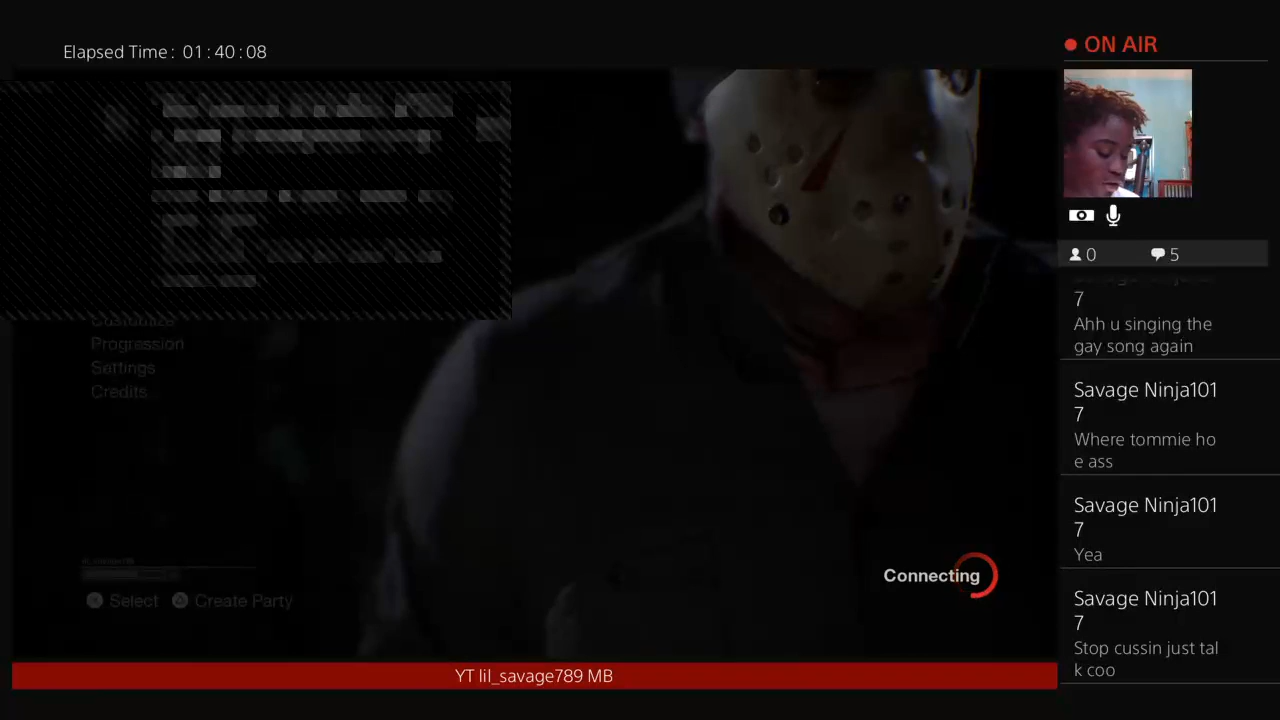 Elapsed Time: 01:40:08
ON AIR
0
5
7
Ahh u singing the
gay song again
Savage Ninja101
7
Where tommie ho
e ass
Savage Ninja101
7
Yea
Savage Ninja101
7
Stop cussin just tal
k coo
Customize
Progression
Settings
Credits
Connecting
Select
Create Party
YT lil_savage789 MB